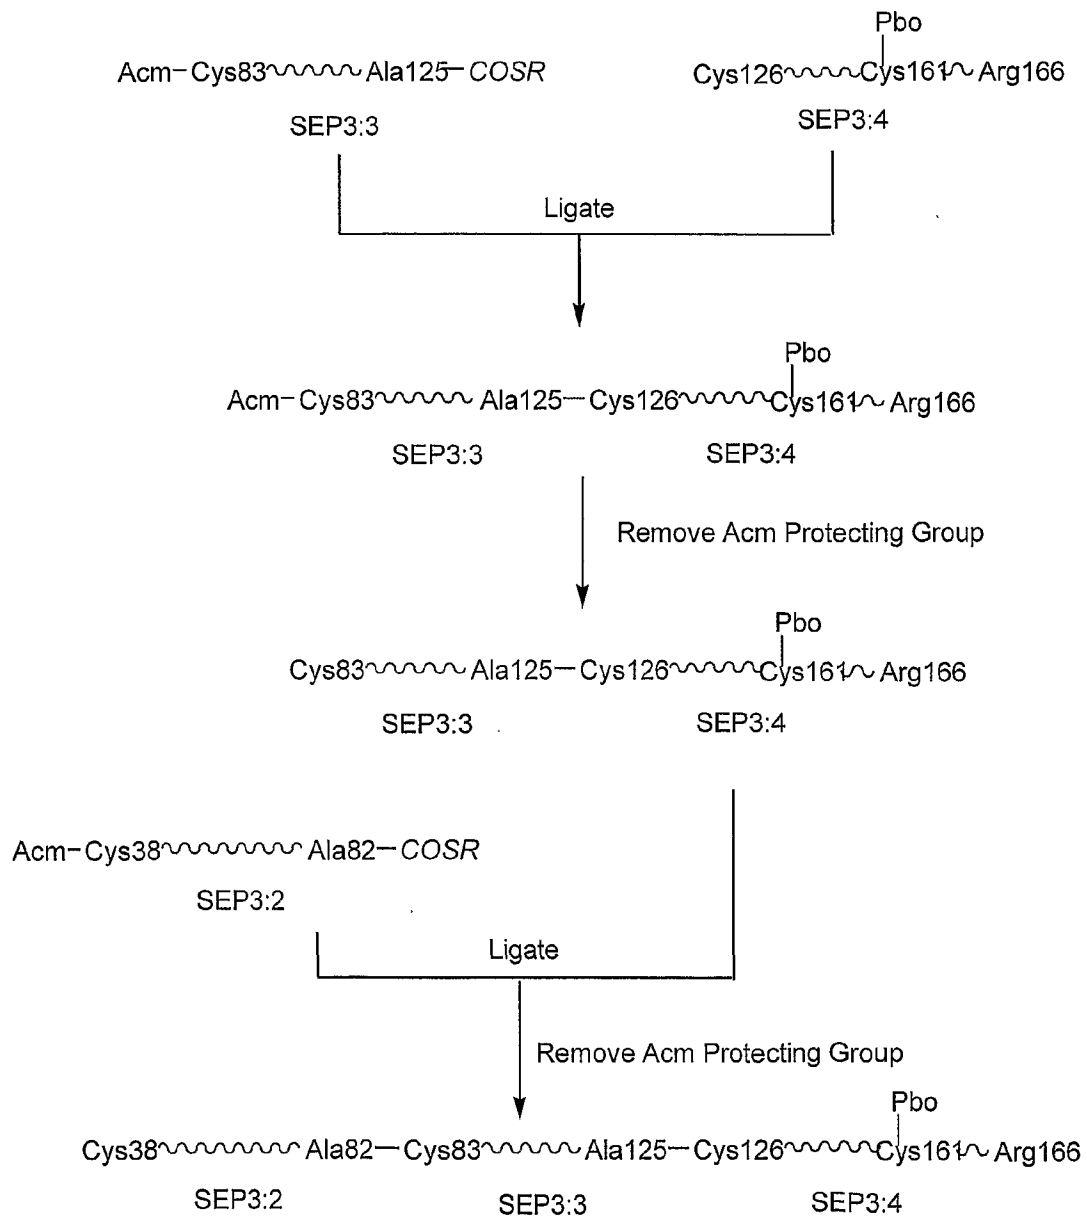 Pbo
Acm–Cys83 Ala125–COSR Cys126 Cys161 Arg166
SEP3:3 SEP3:4
Ligate
Pbo
Acm–Cys83 Ala125–Cys126 Cys161 Arg166
SEP3:3 SEP3:4
Remove Acm Protecting Group
Pbo
Cys83 Ala125–Cys126 Cys161 Arg166
SEP3:3 SEP3:4
Acm–Cys38 Ala82–COSR
SEP3:2
Ligate
Remove Acm Protecting Group
Pbo
Cys38 Ala82–Cys83 Ala125–Cys126 Cys161 Arg166
SEP3:2 SEP3:3 SEP3:4